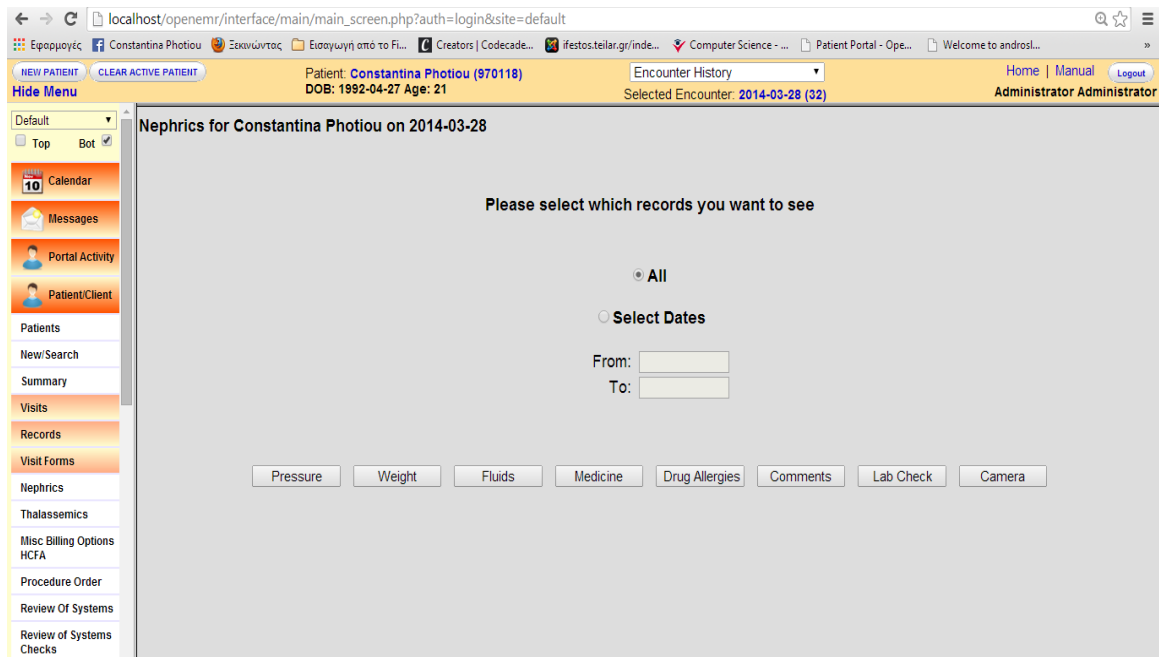 localhost/openemr/interface/main/main_screen.php?auth=login&site=default
Εφαρμογές Constantina Photiou Ξεκινώντας Εισαγωγή από το Fi... Creators | Codecade... ifestos.teilar.gr/inde... Computer Science - ... Patient Portal - Ope... Welcome to androsl... »
NEW PATIENT CLEAR ACTIVE PATIENT Patient: Constantina Photiou (970118) Encounter History Home | Manual Logout
Hide Menu DOB: 1992-04-27 Age: 21 Selected Encounter: 2014-03-28 (32) Administrator Administrator
Default
Top Bot
New
10 Calendar
Messages
Portal Activity
Patient/Client
Patients
New/Search
Summary
Visits
Records
Visit Forms
Nephrics
Thalassemics
Misc Billing Options
HCFA
Procedure Order
Review Of Systems
Review of Systems
Checks
Nephrics for Constantina Photiou on 2014-03-28
Please select which records you want to see
All
Select Dates
From:
To:
Pressure Weight Fluids Medicine Drug Allergies Comments Lab Check Camera